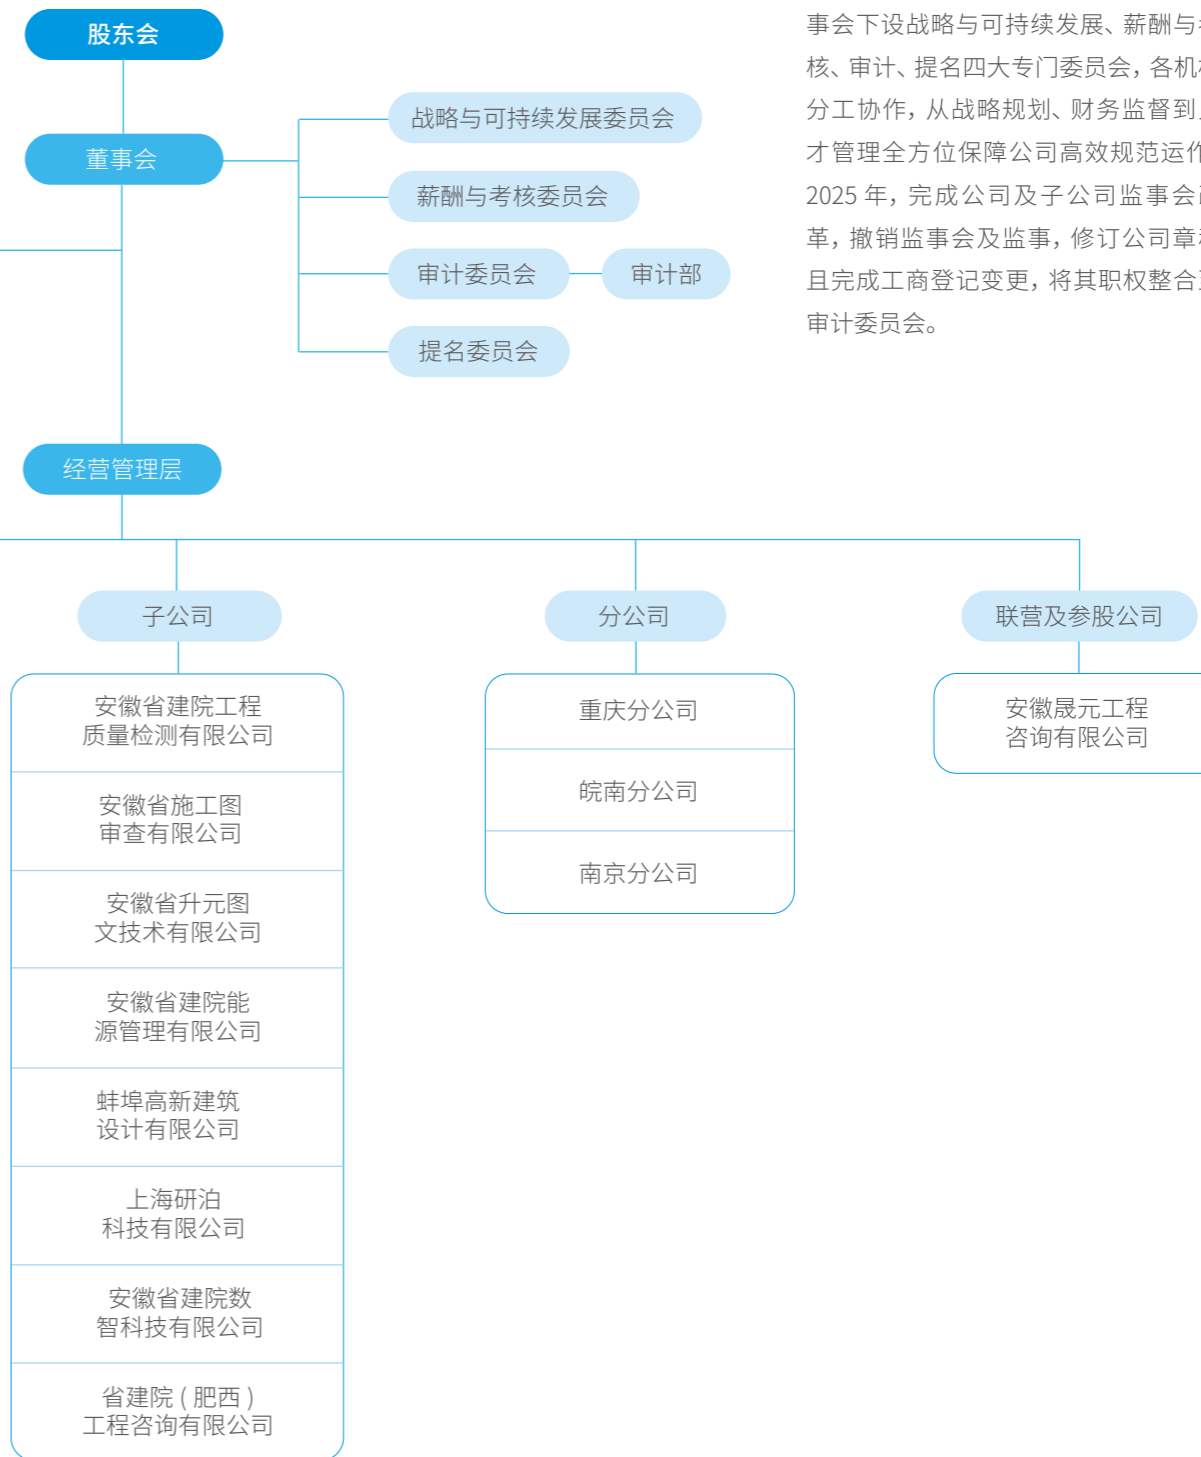 股东会
董事会
战略与可持续发展委员会
薪酬与考核委员会
审计委员会
审计部
提名委员会
经营管理层
事会下设战略与可持续发展、薪酬与
核、审计、提名四大专门委员会，各机
分工协作，从战略规划、财务监督到
才管理全方位保障公司高效规范运作
2025 年，完成公司及子公司监事会
革，撤销监事会及监事，修订公司章
且完成工商登记变更，将其职权整合
审计委员会。
子公司
安徽省建院工程
质量检测有限公司
安徽省施工图
审查有限公司
安徽省升元图
文技术有限公司
安徽省建院能
源管理有限公司
蚌埠高新建筑
设计有限公司
上海研泊
科技有限公司
安徽省建院数
智科技有限公司
省建院 ( 肥西 )
工程咨询有限公司
分公司
重庆分公司
皖南分公司
南京分公司
联营及参股公司
安徽晟元工程
咨询有限公司